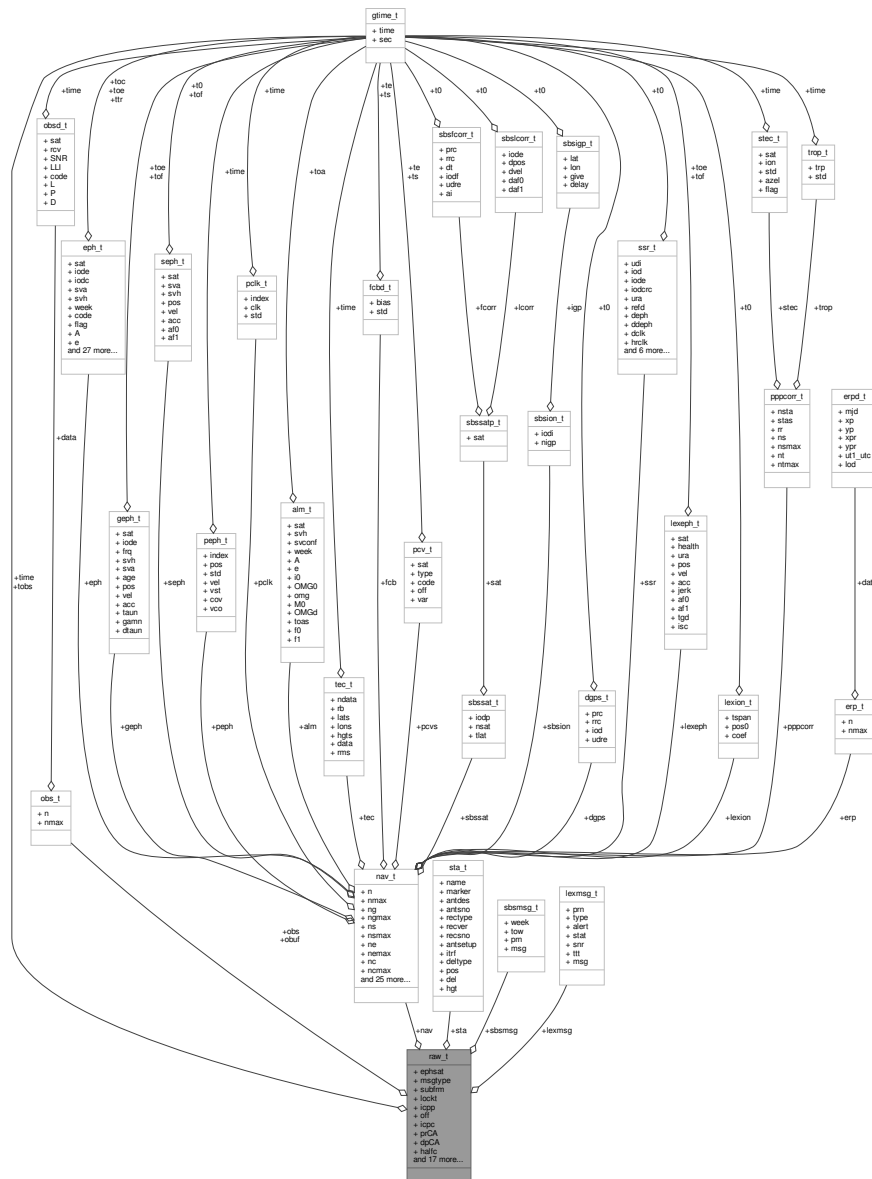 gtime_t
+ time
+ sec
+time
+toc
+toe
+ttr
+t0
+tof
+time
+te
+ts
+t0
+t0
+t0
+t0
+time
+time
obsd_t
+ sat
+ rcv
+ SNR
+ LLI
+ code
+ L
+ P
+ D
sbsfcorr_t
+ prc
+ rrc
+ dt
+ iodf
+ udre
+ ai
sbslcorr_t
+ iode
+ dpos
+ dvel
+ daf0
+ daf1
sbsigp_t
+ lat
+ lon
+ give
+ delay
stec_t
+ sat
+ ion
+ std
+ azel
+ flag
trop_t
+ trp
+ std
+toe
+tof
+time
+toa
+te
+ts
+toe
+tof
eph_t
+ sat
+ iode
+ iodc
+ sva
+ svh
+ week
+ code
+ flag
+ A
+ e
and 27 more...
seph_t
+ sat
+ sva
+ svh
+ pos
+ vel
+ acc
+ af0
+ af1
pclk_t
+ index
+ clk
+ std
fcbd_t
+ bias
+ std
ssr_t
+ udi
+ iod
+ iode
+ iodcrc
+ ura
+ refd
+ deph
+ ddeph
+ dclk
+ hrclk
and 6 more...
+time
+fcorr
+lcorr
+igp
+t0
+t0
+stec
+trop
sbssatp_t
+ sat
sbsion_t
+ iodi
+ nigp
pppcorr_t
+ nsta
+ stas
+ rr
+ ns
+ nsmax
+ nt
+ ntmax
erpd_t
+ mjd
+ xp
+ yp
+ xpr
+ ypr
+ ut1_utc
+ lod
+data
geph_t
+ sat
+ iode
+ frq
+ svh
+ sva
+ age
+ pos
+ vel
+ acc
+ taun
+ gamn
+ dtaun
peph_t
+ index
+ pos
+ std
+ vel
+ vst
+ cov
+ vco
alm_t
+ sat
+ svh
+ svconf
+ week
+ A
+ e
+ i0
+ OMG0
+ omg
+ M0
+ OMGd
+ toas
+ f0
+ f1
pcv_t
+ sat
+ type
+ code
+ off
+ var
lexeph_t
+ sat
+ health
+ ura
+ pos
+ vel
+ acc
+ jerk
+ af0
+ af1
+ tgd
+ isc
+time
+tobs
+eph
+seph
+pclk
+fcb
+sat
+ssr
tec_t
+ ndata
+ rb
+ lats
+ lons
+ hgts
+ data
+ rms
sbssat_t
+ iodp
+ nsat
+ tlat
dgps_t
+ prc
+ rrc
+ iod
+ udre
lexion_t
+ tspan
+ pos0
+ coef
erp_t
+ n
+ nmax
+geph
+peph
+alm
+pcvs
+sbsion
+lexeph
+pppcorr
obs_t
+ n
+ nmax
+tec
+sbssat
+dgps
+lexion
+erp
nav_t
+ n
+ nmax
+ ng
+ ngmax
+ ns
+ nsmax
+ ne
+ nemax
+ nc
+ ncmax
and 25 more...
sta_t
+ name
+ marker
+ antdes
+ antsno
+ rectype
+ recver
+ recsno
+ antsetup
+ itrf
+ deltype
+ pos
+ del
+ hgt
sbsmsg_t
+ week
+ tow
+ prn
+ msg
lexmsg_t
+ prn
+ type
+ alert
+ stat
+ snr
+ ttt
+ msg
+obs
+obuf
+nav
+sta
+sbsmsg
+lexmsg
raw_t
+ ephsat
+ msgtype
+ subfrm
+ lockt
+ icpp
+ off
+ icpc
+ prCA
+ dpCA
+ halfc
and 17 more...